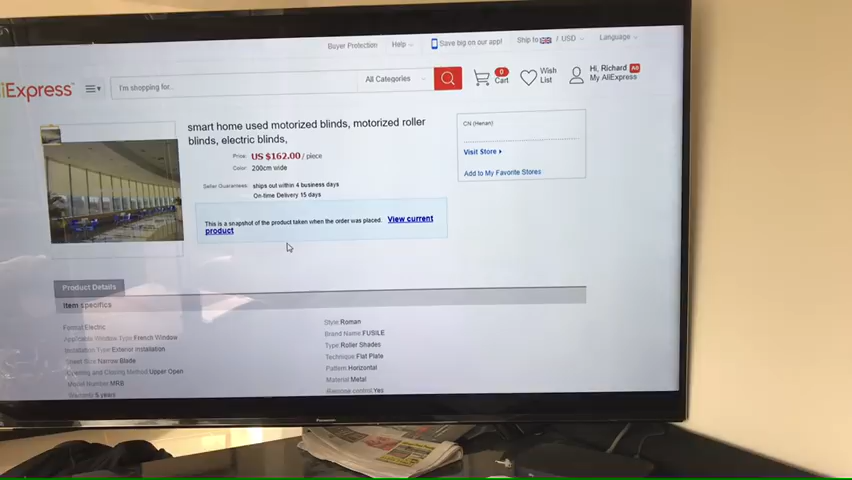 Buyer Protection Help Save big on our app! Ship to / USD Language
iExpress I'm shopping for... All Categories 0 Cart Wish List Hi, Richard All My AliExpress
smart home used motorized blinds, motorized roller
blinds, electric blinds,
Price: US $162.00 / piece
Color: 200cm wide
Seller Guarantees: ships out within 4 business days
On-time Delivery 15 days
This is a snapshot of the product taken when the order was placed. View current
product
CN (Henan)
Visit Store
Add to My Favorite Stores
Product Details
Item specifics
Format:Electric
Applicable Window Type:French Window
Installation Type:Exterior Installation
Sheet Size:Narrow Blade
Opening and Closing Method:Upper Open
Model Number:MRB
Warranty:5 years
Style:Roman
Brand Name:FUSILE
Type:Roller Shades
Technique:Flat Plate
Pattern:Horizontal
Material:Metal
Remote control:Yes
Panasonic